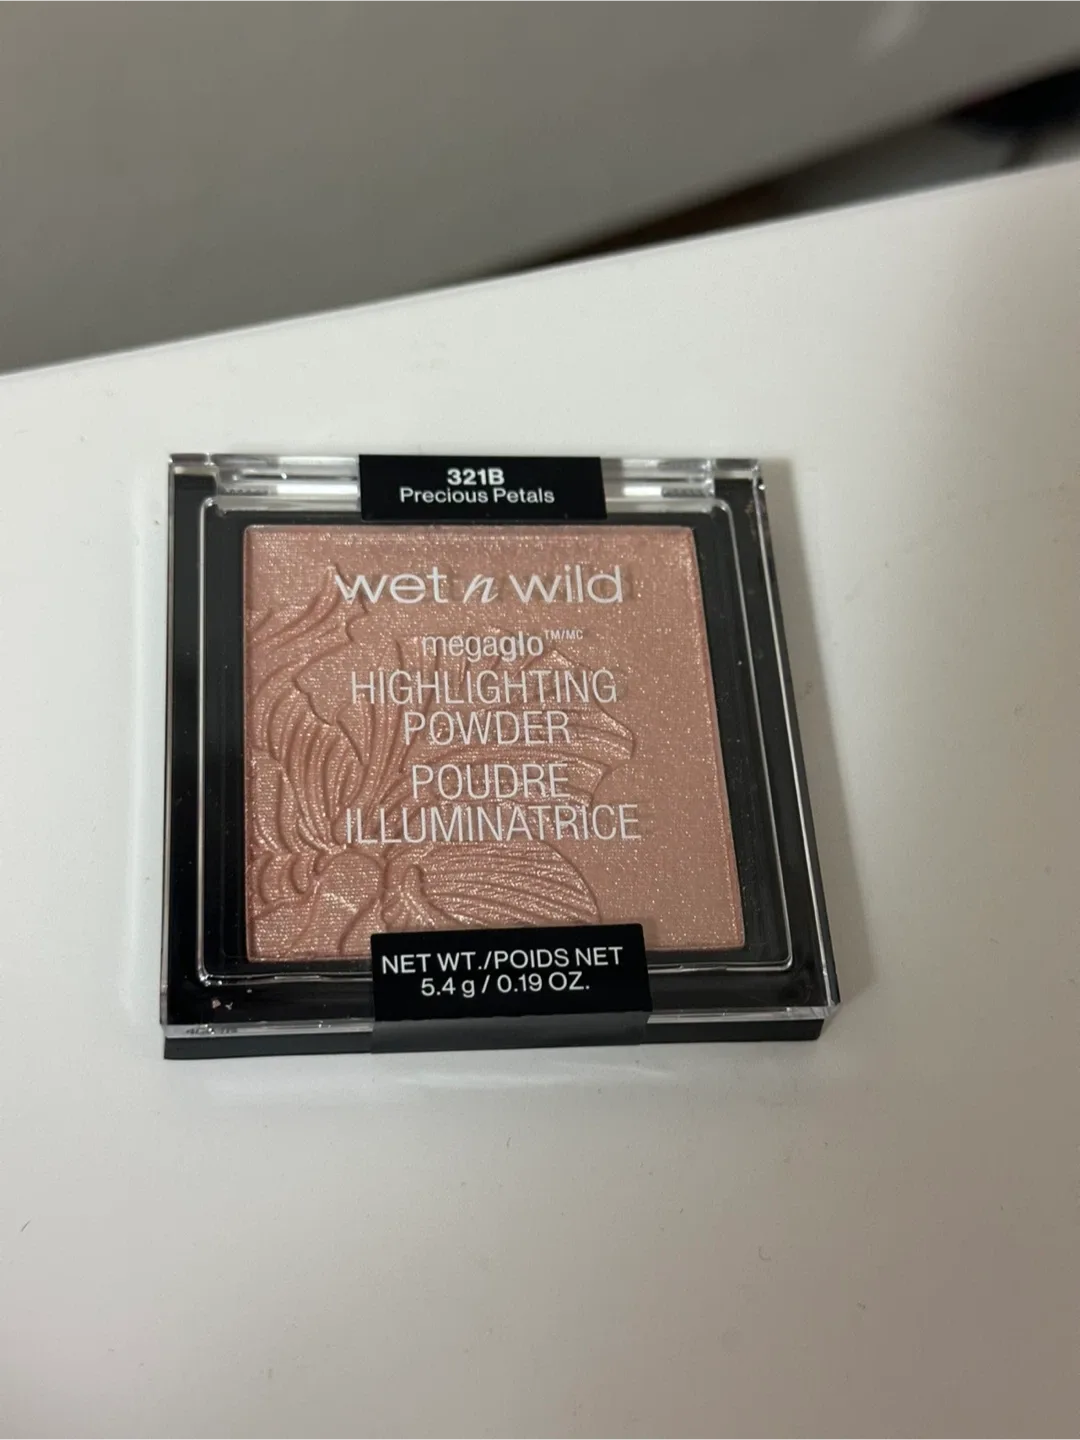 321B
Precious Petals
wet n wild
megaglo™/MC
HIGHLIGHTING
POWDER
POUDRE
ILLUMINATRICE
NET WT./POIDS NET
5.4 g / 0.19 OZ.